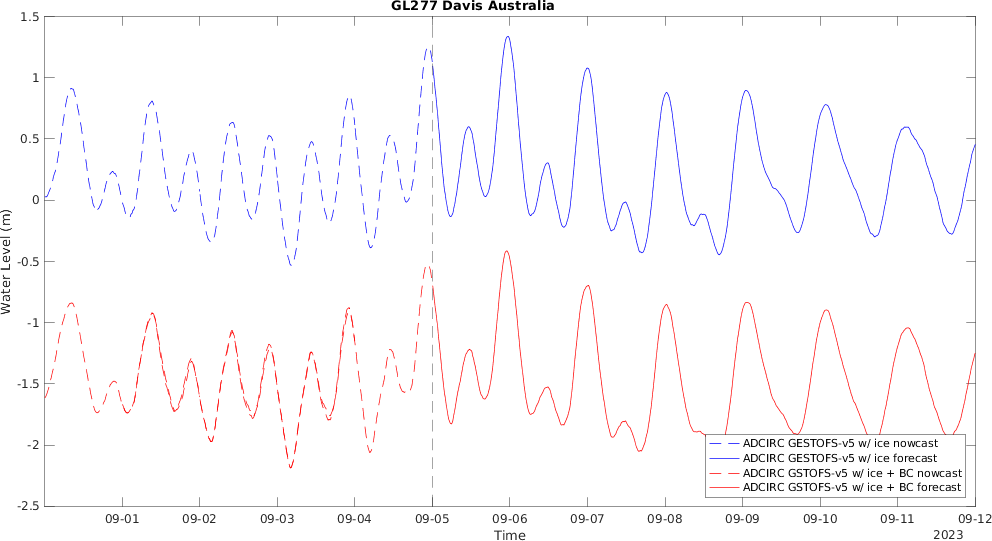 GL277 Davis Australia
1.5
1
0.5
0
-0.5
-1
-1.5
-2
-2.5
Water Level (m)
09-01 09-02 09-03 09-04 09-05 09-06 09-07 09-08 09-09 09-10 09-11 09-12
Time
2023
ADCIRC GESTOFS-v5 w/ ice nowcast
ADCIRC GESTOFS-v5 w/ ice forecast
ADCIRC GSTOFS-v5 w/ ice + BC nowcast
ADCIRC GSTOFS-v5 w/ ice + BC forecast